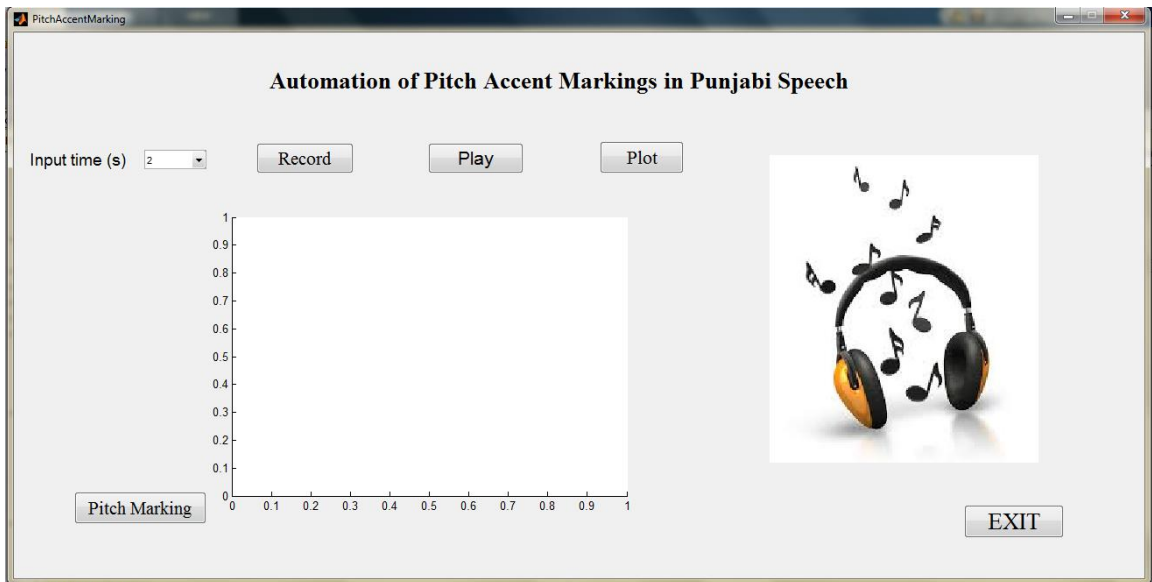 PitchAccentMarking
Automation of Pitch Accent Markings in Punjabi Speech
Input time (s) 2 Record Play Plot
1
0.9
0.8
0.7
0.6
0.5
0.4
0.3
0.2
0.1
0
0 0.1 0.2 0.3 0.4 0.5 0.6 0.7 0.8 0.9 1
Pitch Marking
EXIT